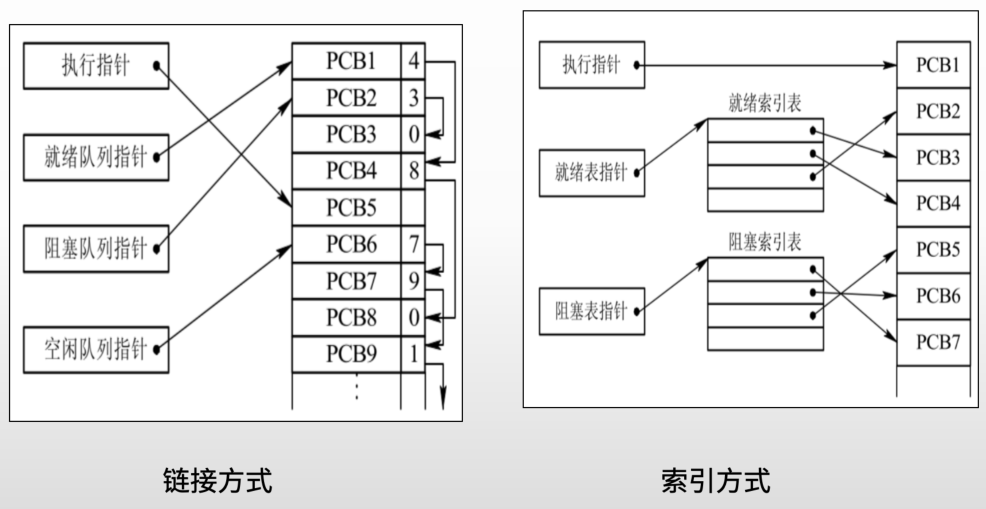 执行指针
就绪队列指针
阻塞队列指针
空闲队列指针
PCB1 4
PCB2 3
PCB3 0
PCB4 8
PCB5
PCB6 7
PCB7 9
PCB8 0
PCB9 1
链接方式
执行指针
就绪表指针
阻塞表指针
就绪索引表
阻塞索引表
PCB1
PCB2
PCB3
PCB4
PCB5
PCB6
PCB7
索引方式